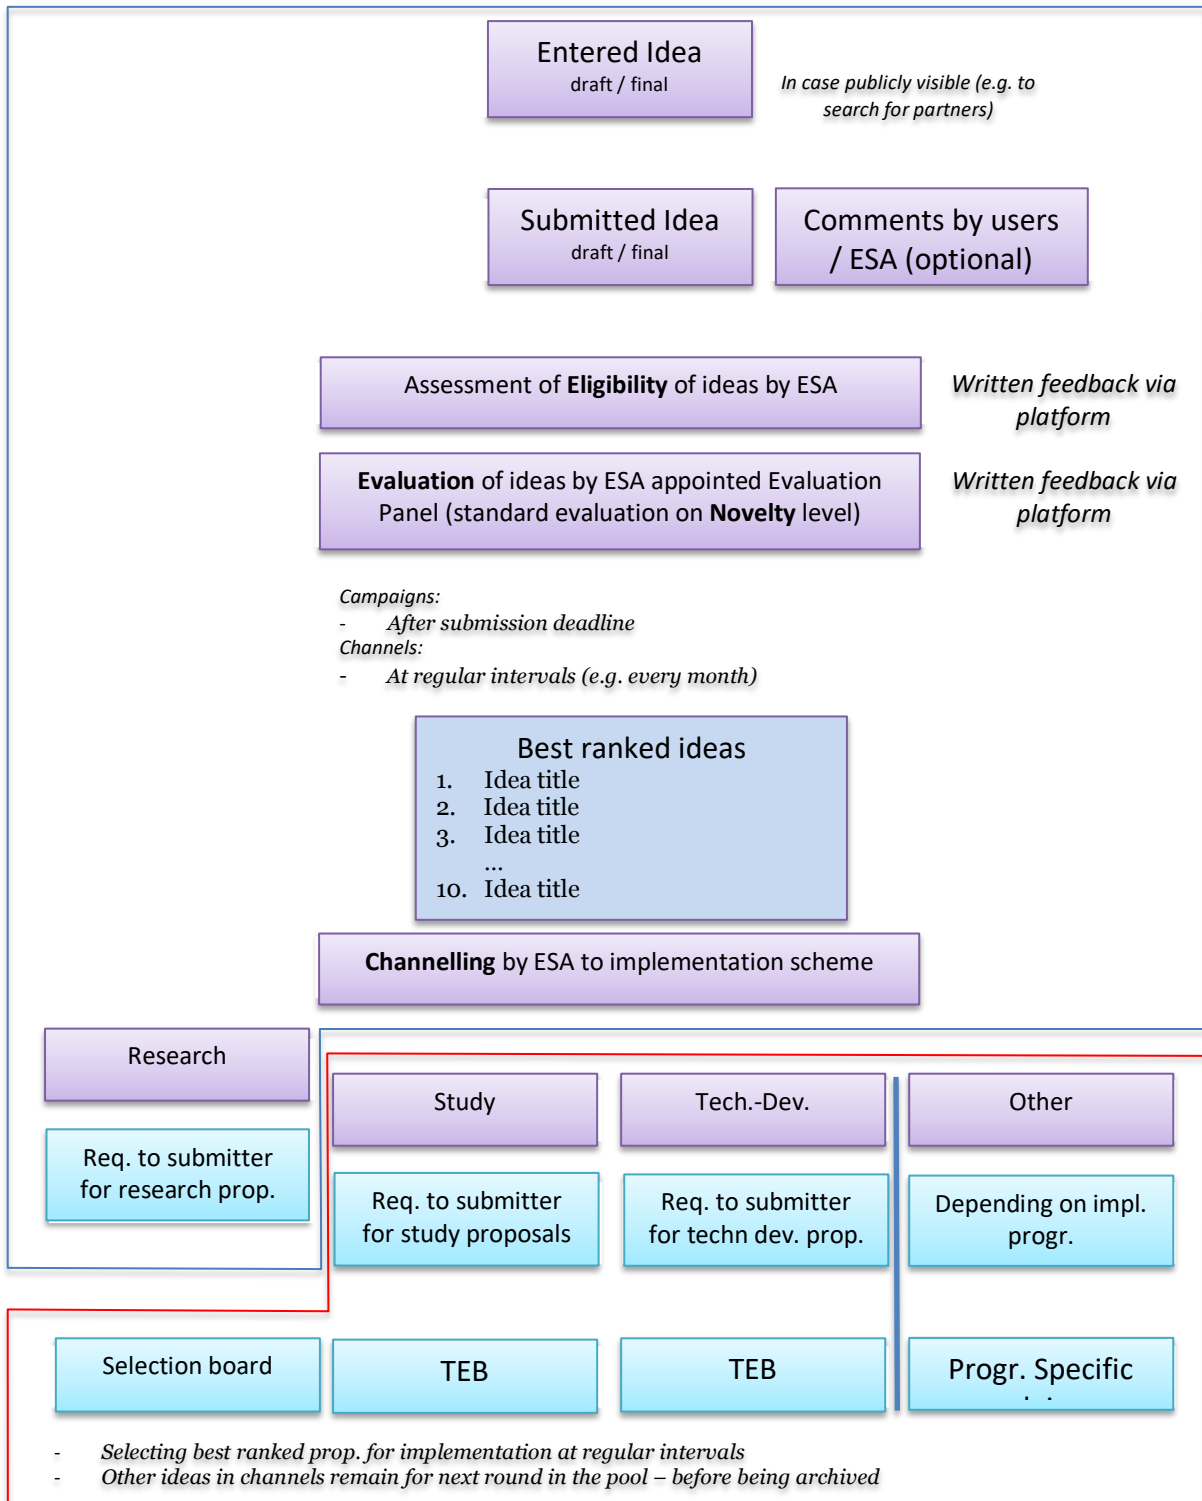 Entered Idea
draft / final
In case publicly visible (e.g. to
search for partners)
Submitted Idea
draft / final
Comments by users
/ ESA (optional)
Assessment of Eligibility of ideas by ESA
Written feedback via
platform
Evaluation of ideas by ESA appointed Evaluation
Panel (standard evaluation on Novelty level)
Written feedback via
platform
Campaigns:
- After submission deadline
Channels:
- At regular intervals (e.g. every month)
Best ranked ideas
1. Idea title
2. Idea title
3. Idea title
...
10. Idea title
Channelling by ESA to implementation scheme
Research
Req. to submitter
for research prop.
Study
Tech.-Dev.
Other
Req. to submitter
for study proposals
Req. to submitter
for techn dev. prop.
Depending on impl.
progr.
Selection board
TEB
TEB
Progr. Specific
- Selecting best ranked prop. for implementation at regular intervals
- Other ideas in channels remain for next round in the pool – before being archived